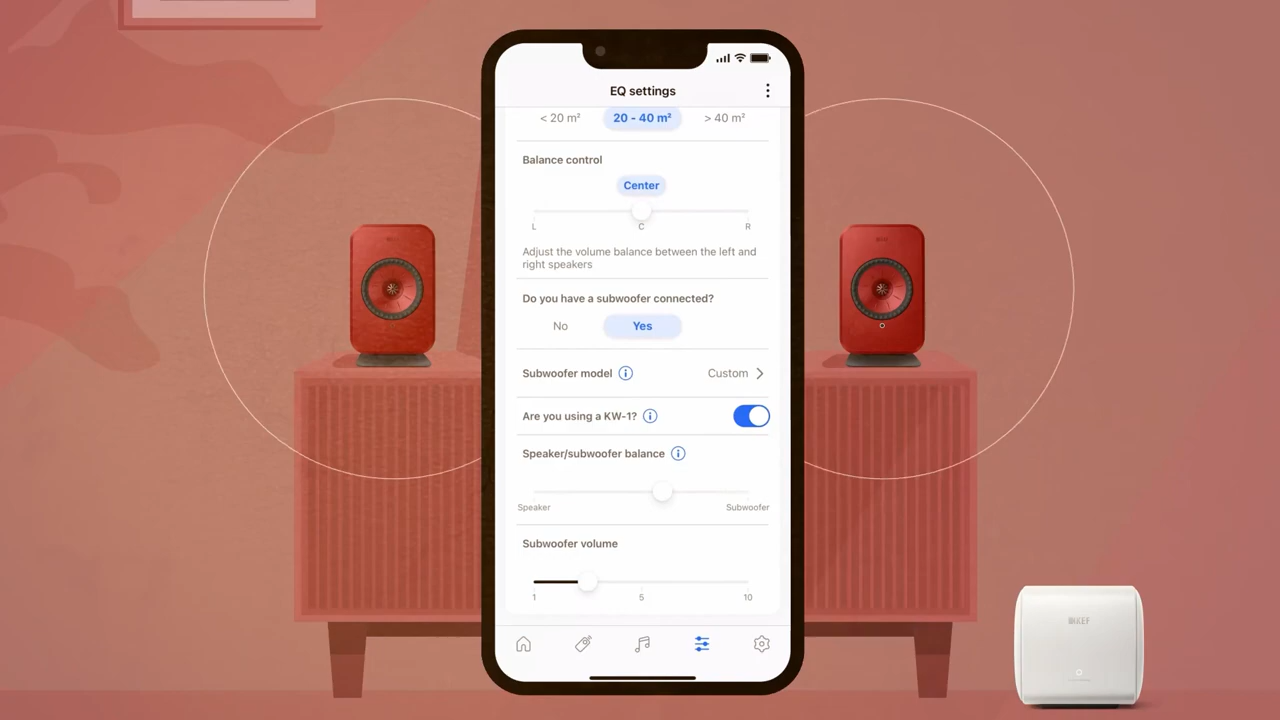 EQ settings
< 20 m²
20 - 40 m²
> 40 m²
Balance control
Center
L
C
R
Adjust the volume balance between the left and
right speakers
Do you have a subwoofer connected?
No
Yes
Subwoofer model
Custom
Are you using a KW-1?
Speaker/subwoofer balance
Speaker
Subwoofer
Subwoofer volume
1
5
10
KEF